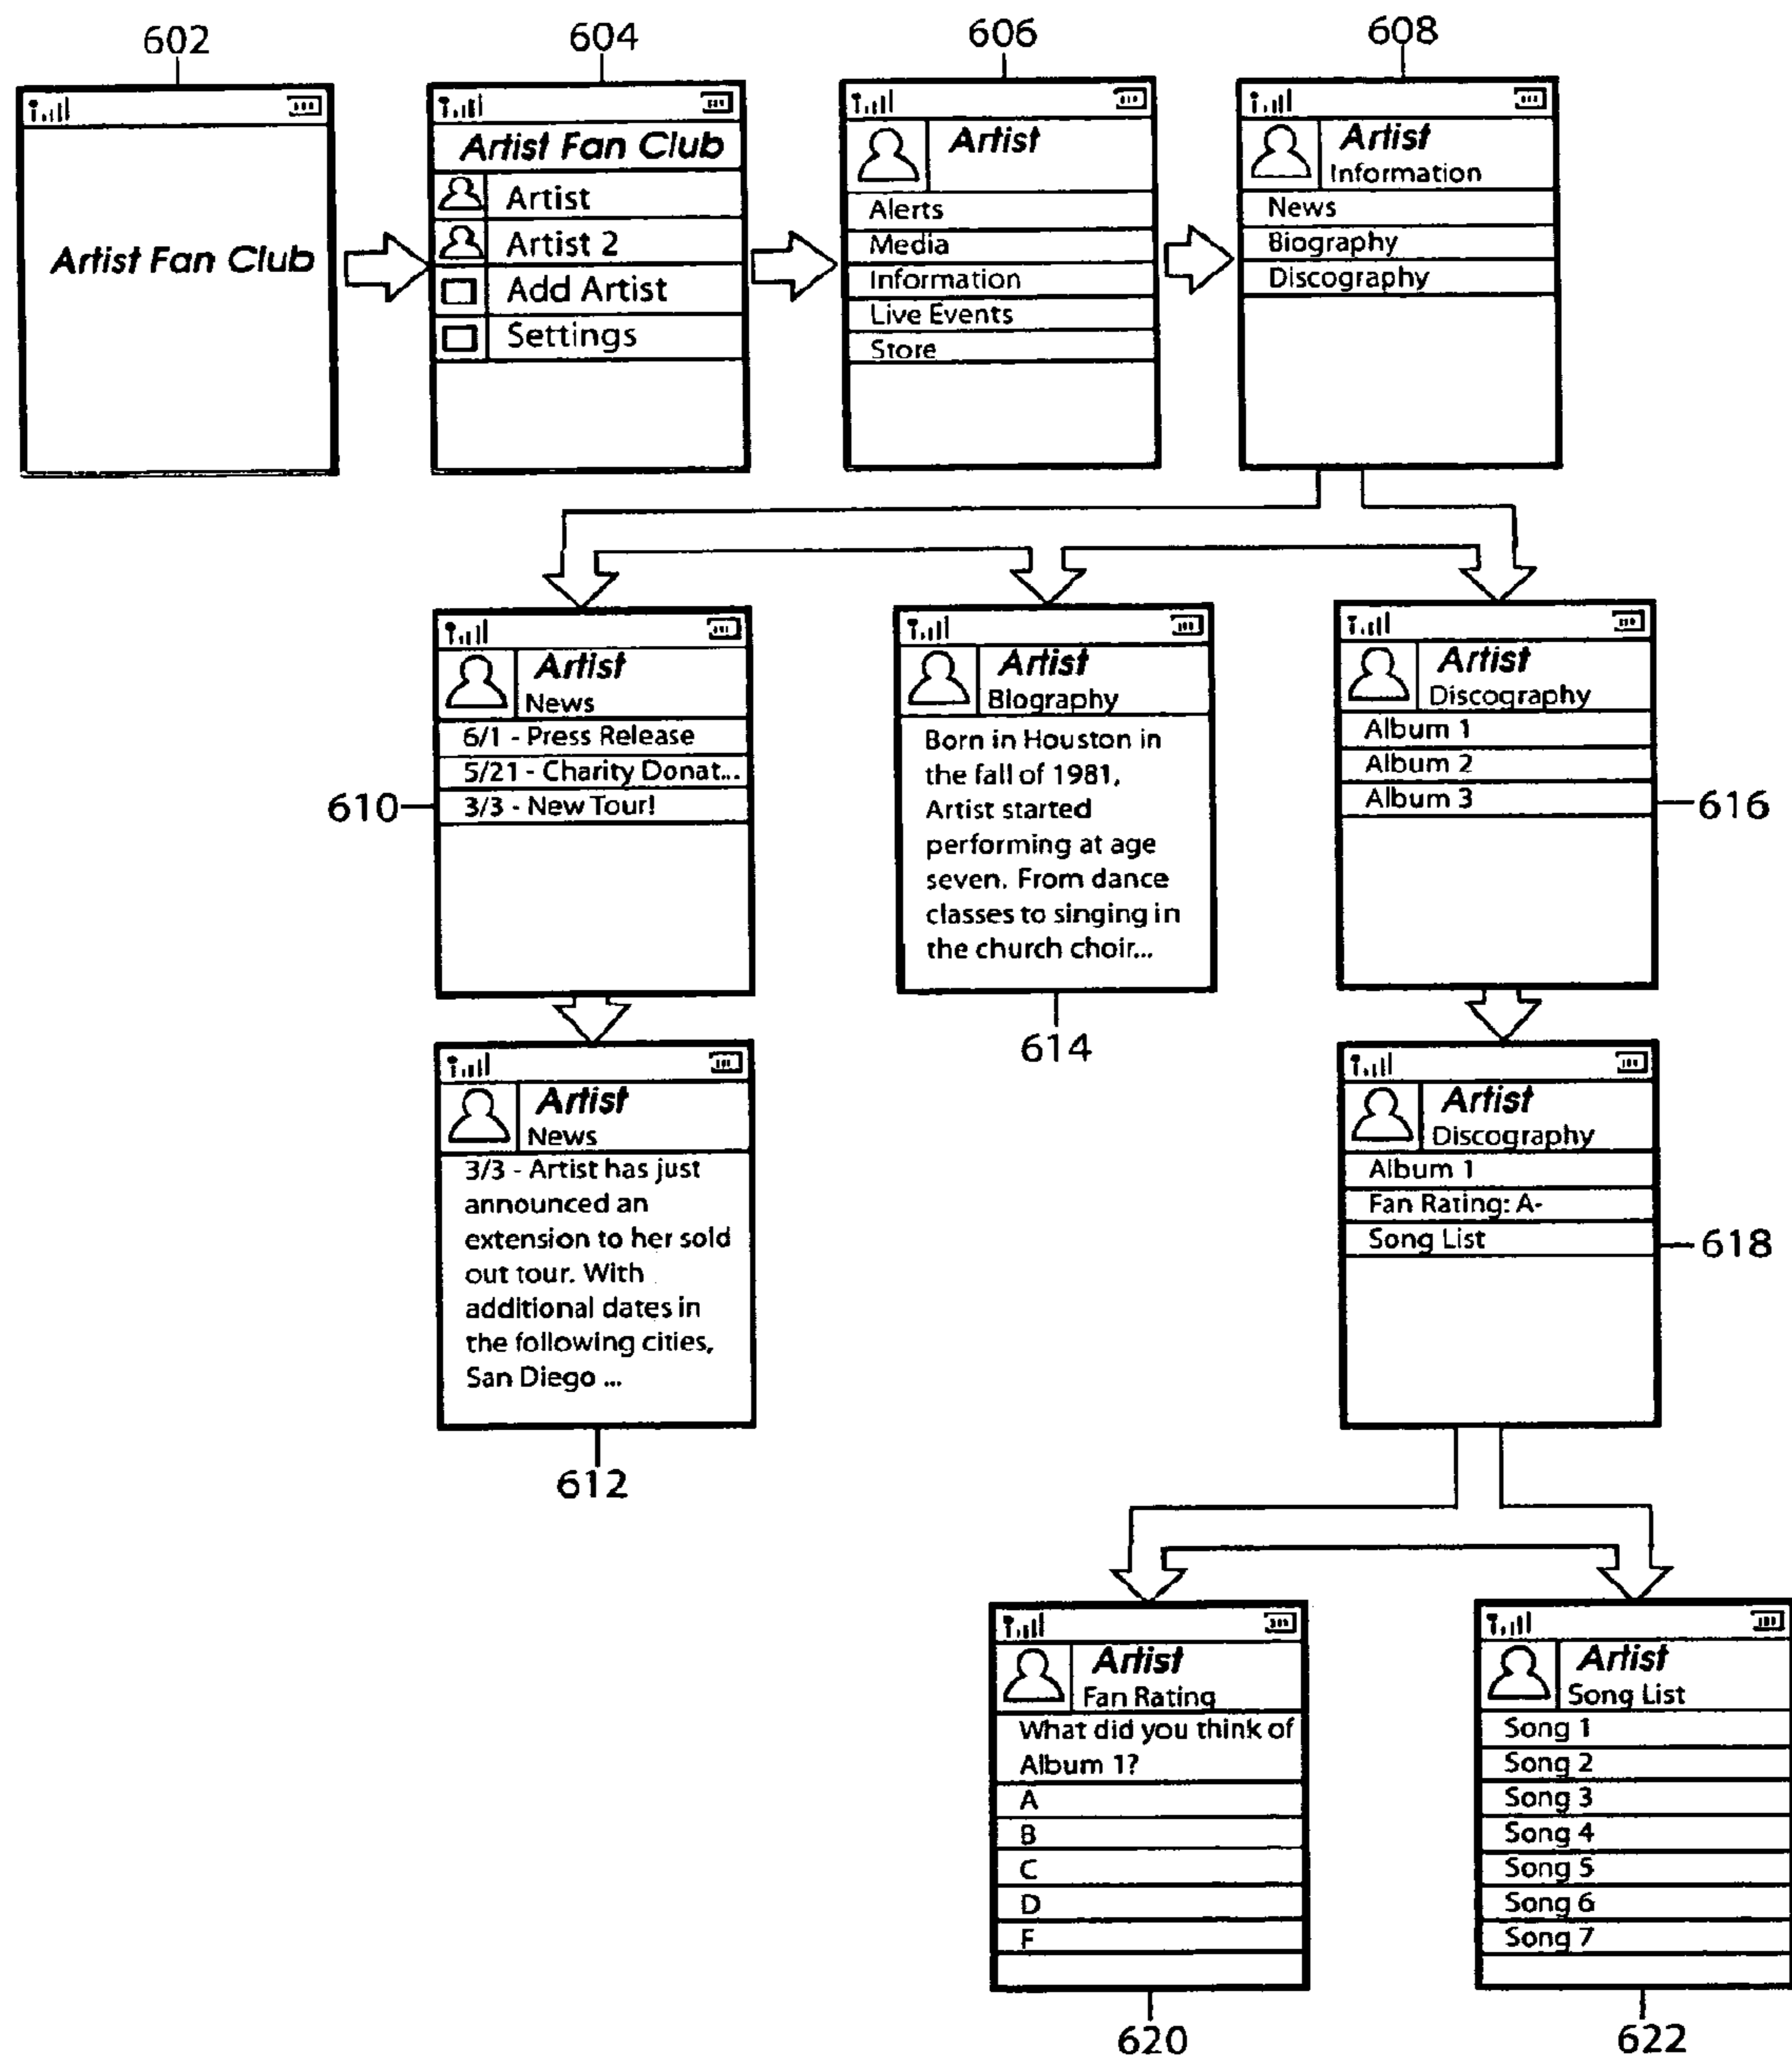 602
604
606
608
Artist Fan Club
Artist Fan Club
Artist
Artist 2
Add Artist
Settings
Artist
Alerts
Media
Information
Live Events
Store
Artist
Information
News
Biography
Discography
610
Artist
News
6/1 - Press Release
5/21 - Charity Donat...
3/3 - New Tour!
Artist
Biography
Born in Houston in
the fall of 1981,
Artist started
performing at age
seven. From dance
classes to singing in
the church choir...
614
Artist
Discography
Album 1
Album 2
Album 3
616
Artist
News
3/3 - Artist has just
announced an
extension to her sold
out tour. With
additional dates in
the following cities,
San Diego ...
612
Artist
Discography
Album 1
Fan Rating: A-
Song List
618
Artist
Fan Rating
What did you think of
Album 1?
A
B
C
D
F
620
Artist
Song List
Song 1
Song 2
Song 3
Song 4
Song 5
Song 6
Song 7
622